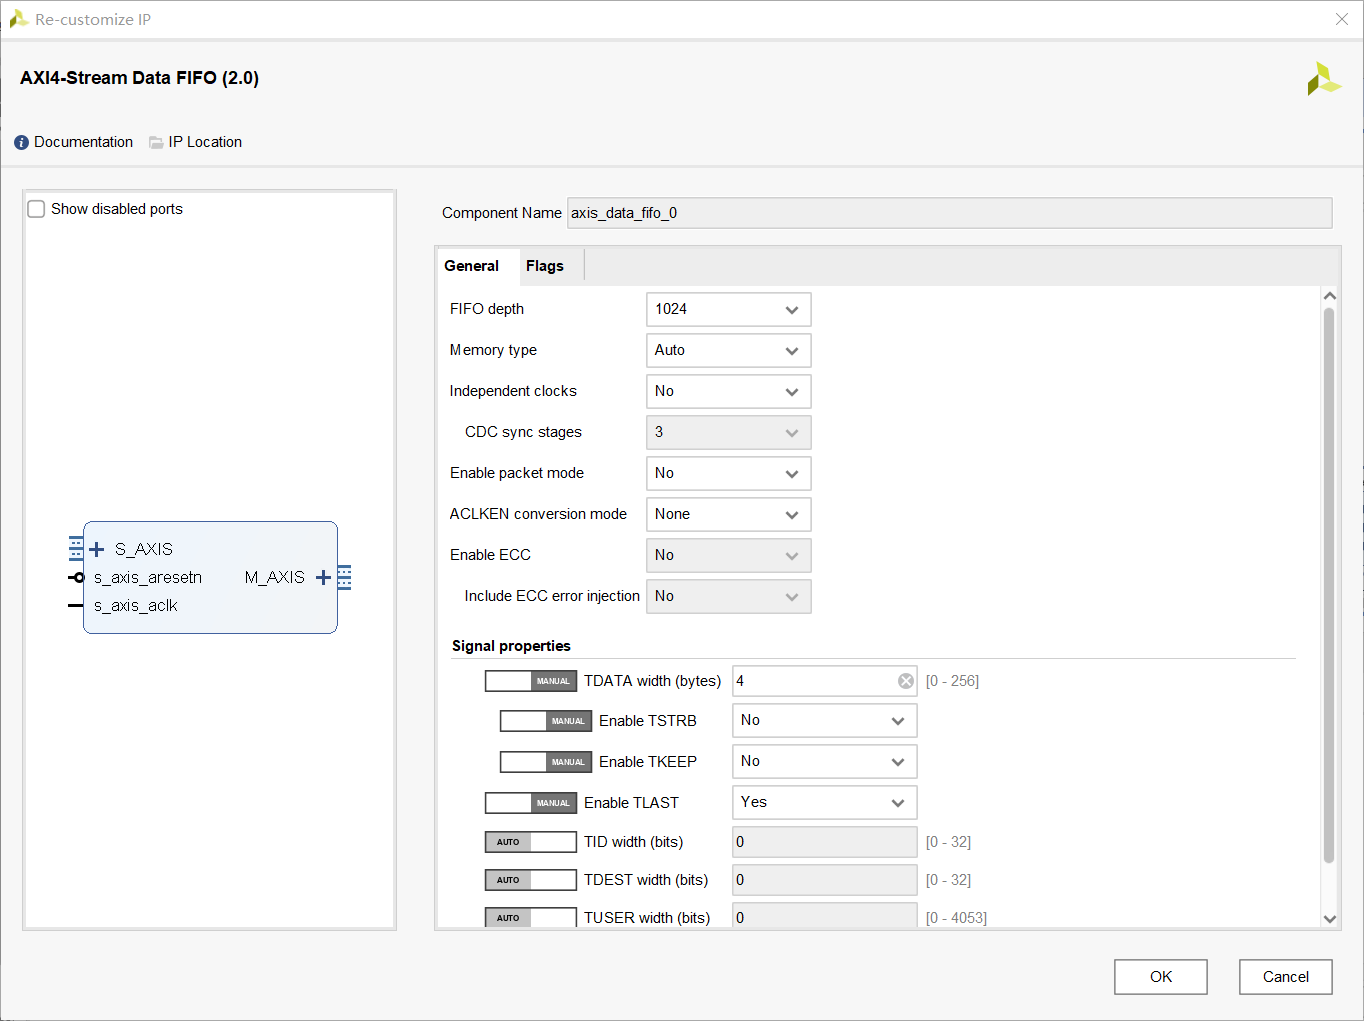 Re-customize IP
AXI4-Stream Data FIFO (2.0)
Documentation IP Location
Show disabled ports
S_AXIS
s_axis_aresetn M_AXIS
s_axis_aclk
Component Name axis_data_fifo_0
General Flags
FIFO depth 1024
Memory type Auto
Independent clocks No
CDC sync stages 3
Enable packet mode No
ACLKEN conversion mode None
Enable ECC No
Include ECC error injection No
Signal properties
MANUAL TDATA width (bytes) 4 [0 - 256]
MANUAL Enable TSTRB No
MANUAL Enable TKEEP No
MANUAL Enable TLAST Yes
AUTO TID width (bits) 0 [0 - 32]
AUTO TDEST width (bits) 0 [0 - 32]
AUTO TUSER width (bits) 0 [0 - 4053]
OK Cancel